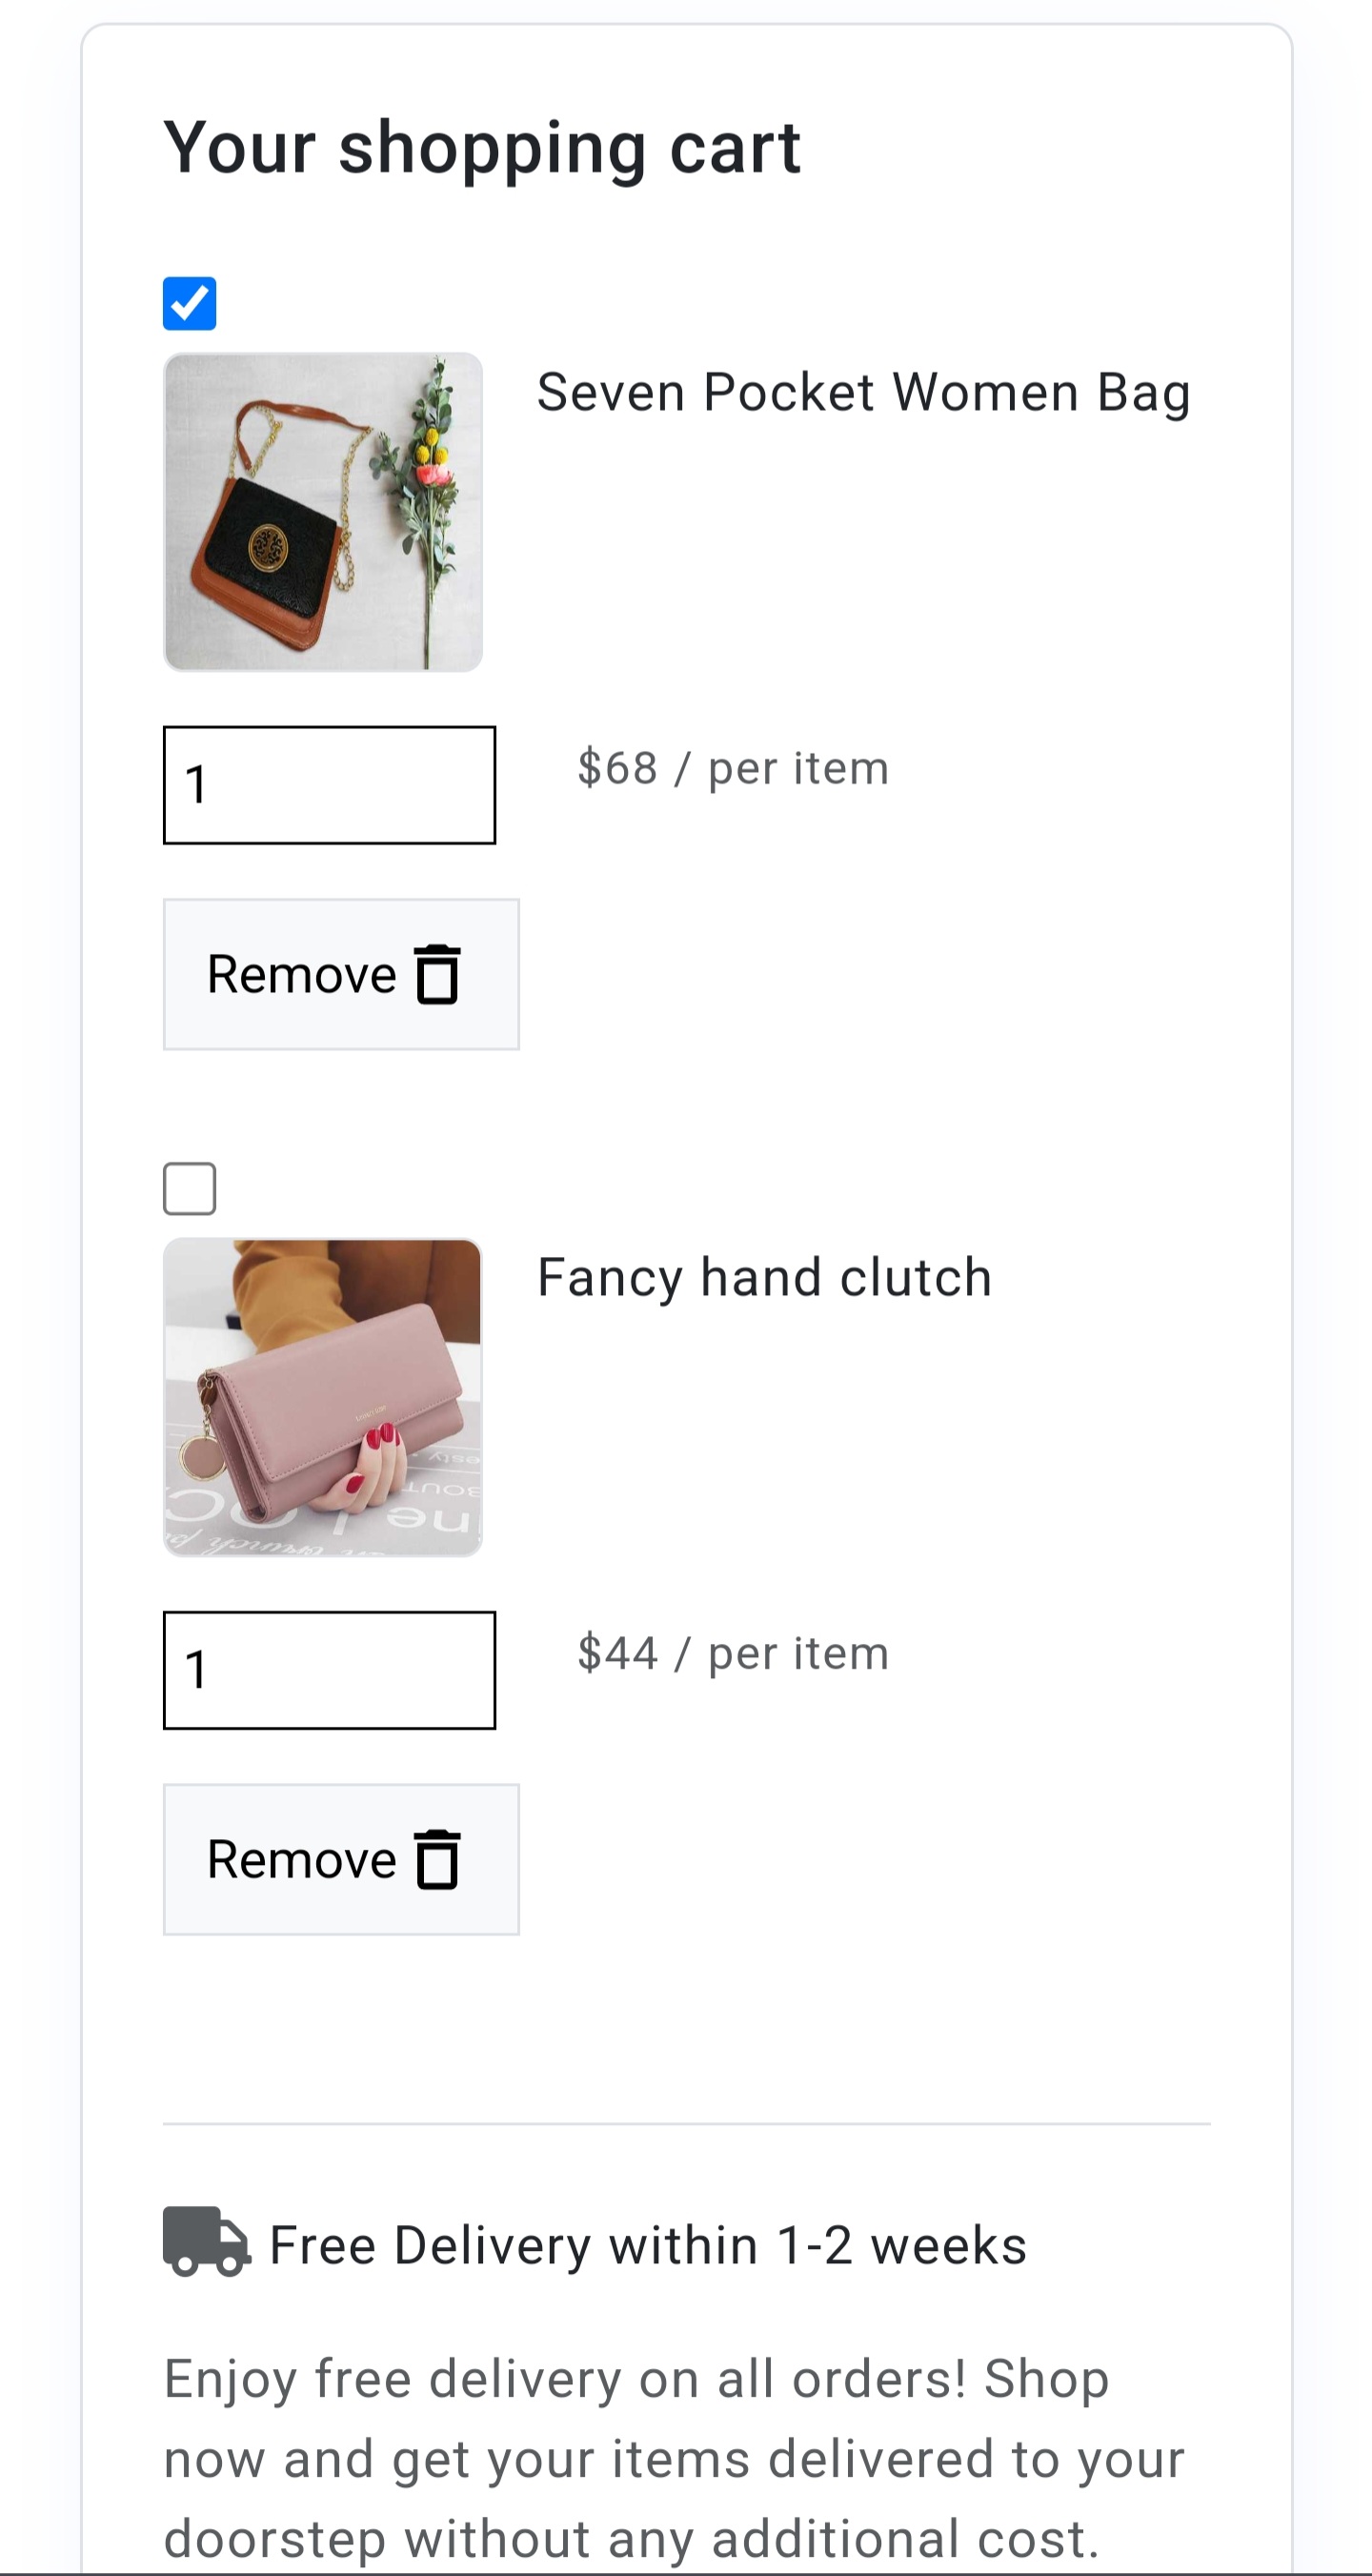 Your shopping cart
Seven Pocket Women Bag
1
$68 / per item
Remove
Fancy hand clutch
1
$44 / per item
Remove
Free Delivery within 1-2 weeks
Enjoy free delivery on all orders! Shop
now and get your items delivered to your
doorstep without any additional cost.